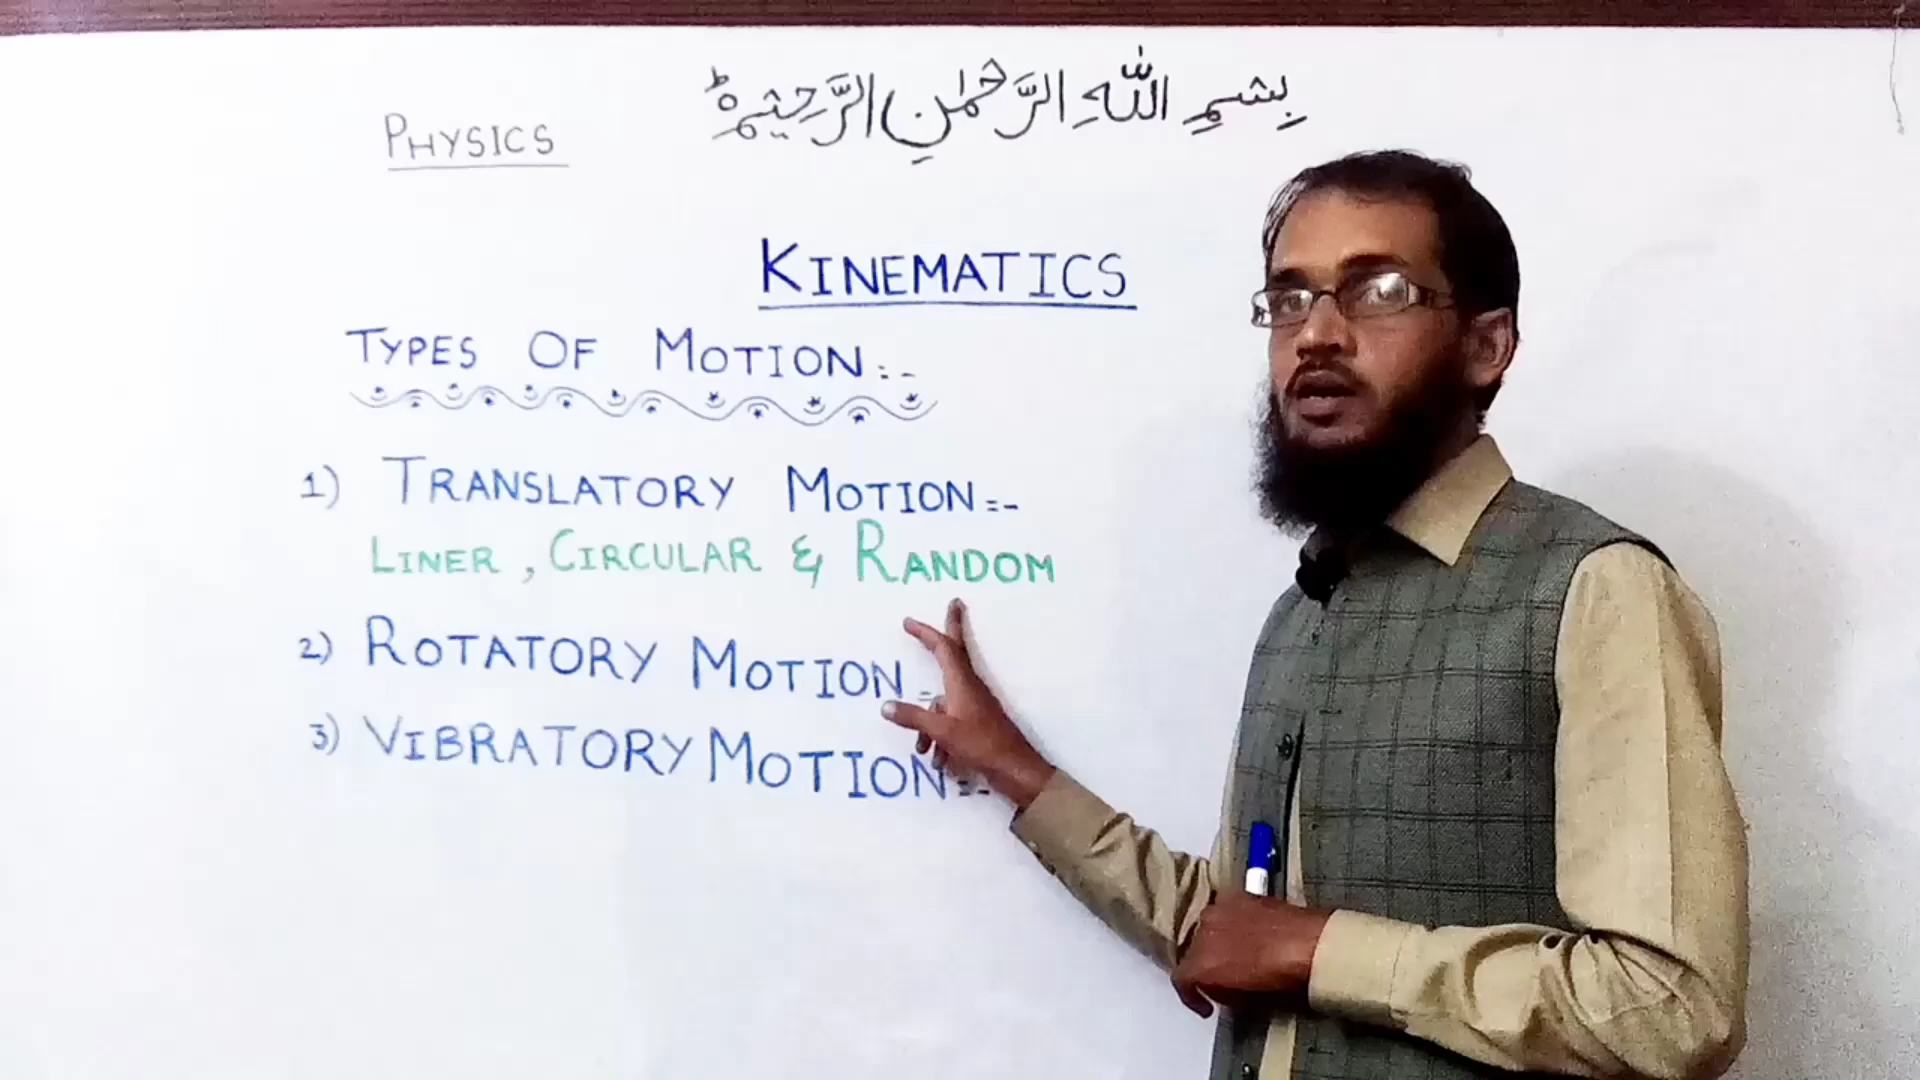 بِسْمِ اللّٰهِ الرَّحْمٰنِ الرَّحِيْمِ ط
PHYSICS
KINEMATICS
TYPES OF MOTION:-
1) TRANSLATORY MOTION:-
LINER, CIRCULAR & RANDOM
2) ROTATORY MOTION:
3) VIBRATORY MOTION:-